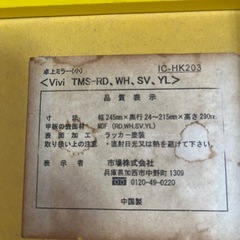 卓上ミラー(小) IC-HK203
<Vivi TMS-RD、WH、SV、YL>
品質表示
寸法:幅245mm×奥行24~215mm×高さ290mm
甲板の表面材:MDF(RD,WH,SV,YL)
表面加工:ラッカー塗装
取り扱い上の注意:・直射日光又は熱を避けて下さい。
表示者:市場株式会社
兵庫県加西市中野町1309
0120-49-0220
中国製